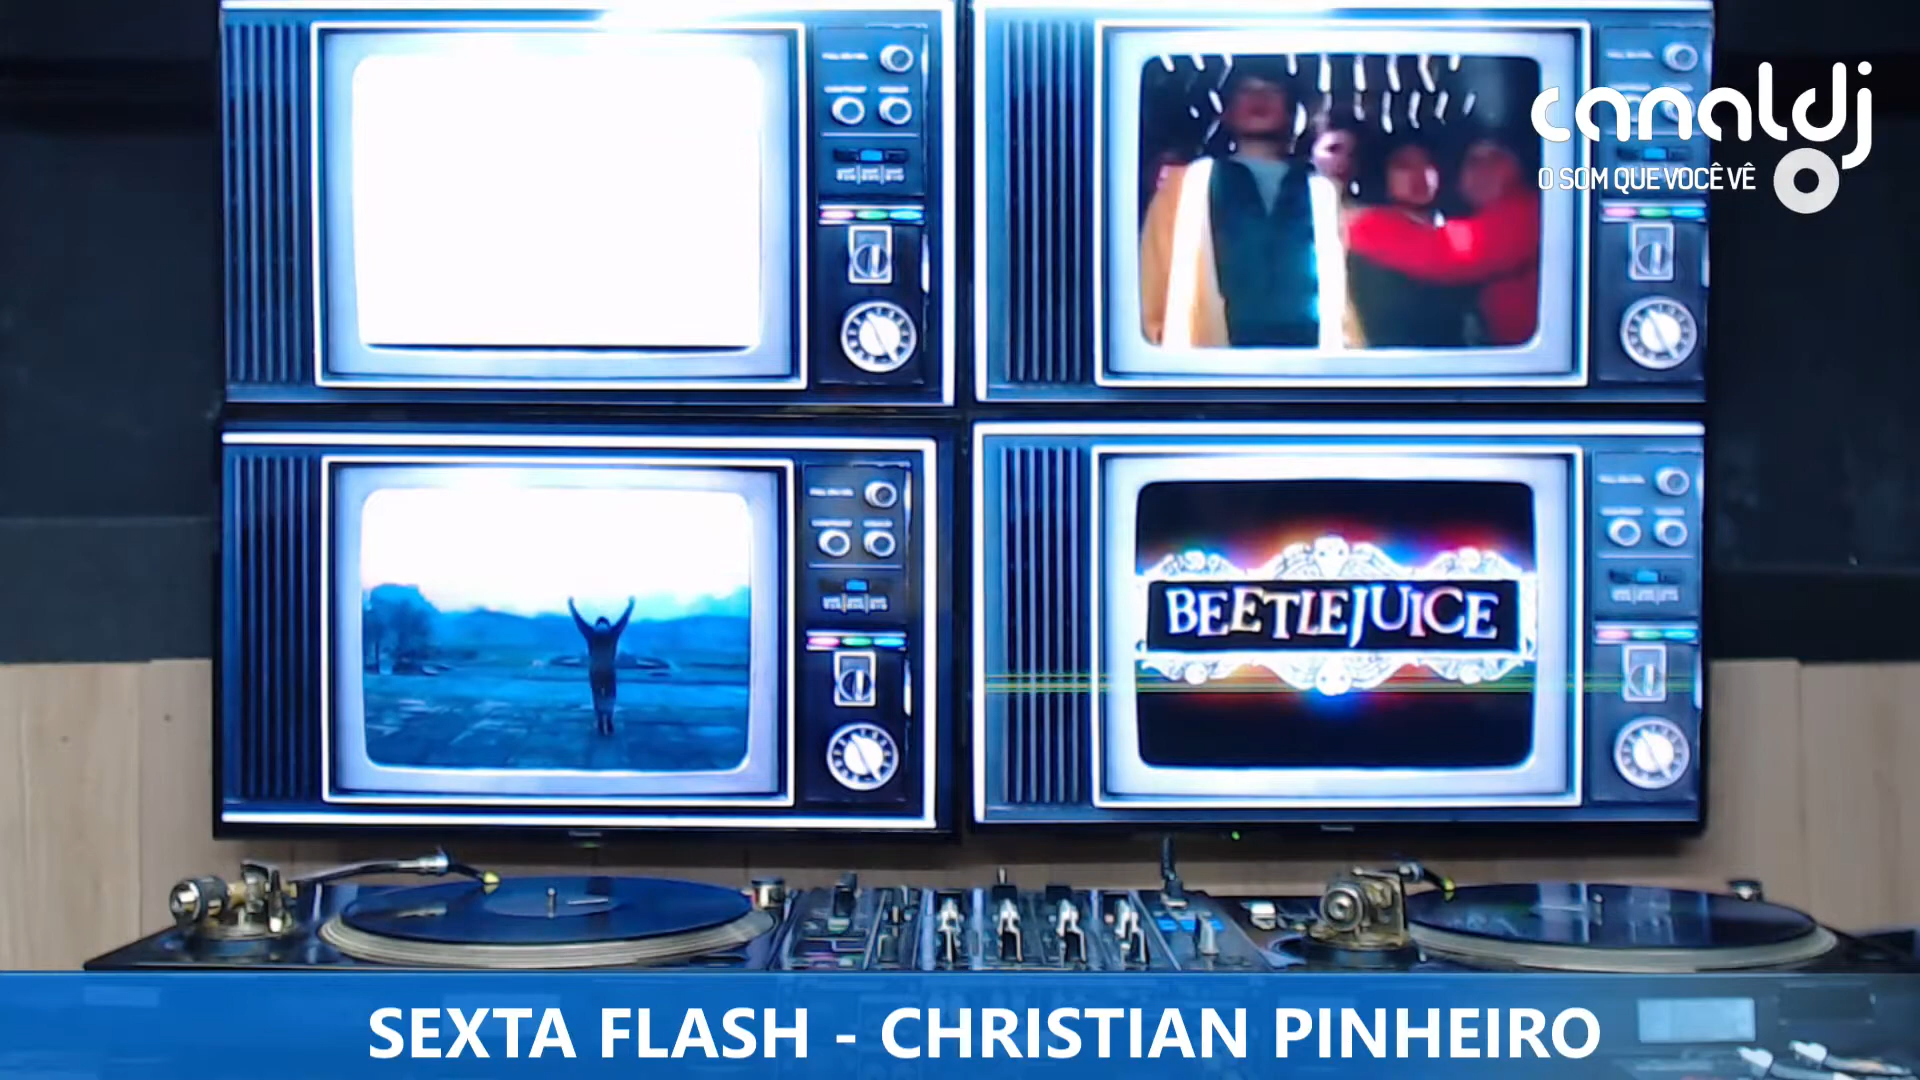 canaldj
O SOM QUE VOCÊ VÊ
BEETLEJUICE
SEXTA FLASH - CHRISTIAN PINHEIRO